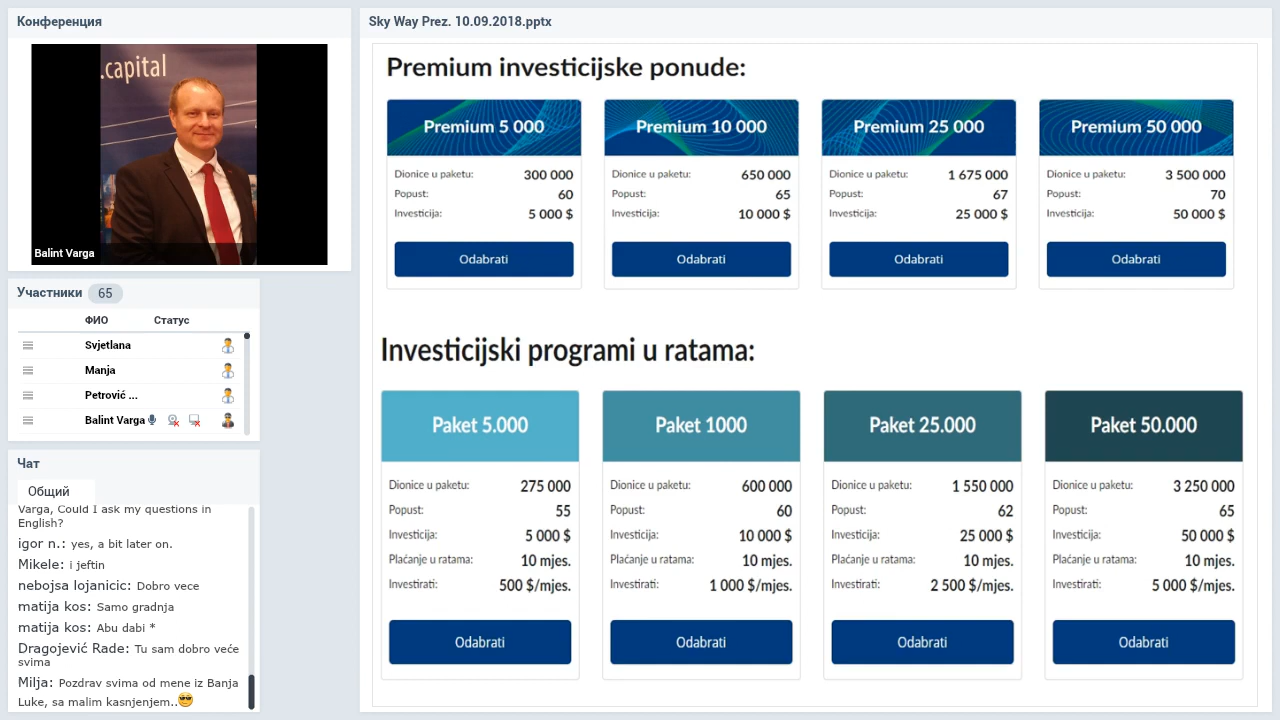 Конференция
.capital
Balint Varga
Участники 65
ФИО Статус
Svjetlana
Manja
Petrović ...
Balint Varga
Чат
Общий
Varga, Could I ask my questions in
English?
igor n.: yes, a bit later on.
Mikele: i jeftin
nebojsa lojanicic: Dobro vece
matija kos: Samo gradnja
matija kos: Abu dabi *
Dragojević Rade: Tu sam dobro veče
svima
Milja: Pozdrav svima od mene iz Banja
Luke, sa malim kasnjenjem..
Sky Way Prez. 10.09.2018.pptx
Premium investicijske ponude:
Premium 5 000
Dionice u paketu: 300 000
Popust: 60
Investicija: 5 000 $
Odabrati
Premium 10 000
Dionice u paketu: 650 000
Popust: 65
Investicija: 10 000 $
Odabrati
Premium 25 000
Dionice u paketu: 1 675 000
Popust: 67
Investicija: 25 000 $
Odabrati
Premium 50 000
Dionice u paketu: 3 500 000
Popust: 70
Investicija: 50 000 $
Odabrati
Investicijski programi u ratama:
Paket 5.000
Dionice u paketu: 275 000
Popust: 55
Investicija: 5 000 $
Plaćanje u ratama: 10 mjes.
Investirati: 500 $/mjes.
Odabrati
Paket 1000
Dionice u paketu: 600 000
Popust: 60
Investicija: 10 000 $
Plaćanje u ratama: 10 mjes.
Investirati: 1 000 $/mjes.
Odabrati
Paket 25.000
Dionice u paketu: 1 550 000
Popust: 62
Investicija: 25 000 $
Plaćanje u ratama: 10 mjes.
Investirati: 2 500 $/mjes.
Odabrati
Paket 50.000
Dionice u paketu: 3 250 000
Popust: 65
Investicija: 50 000 $
Plaćanje u ratama: 10 mjes.
Investirati: 5 000 $/mjes.
Odabrati